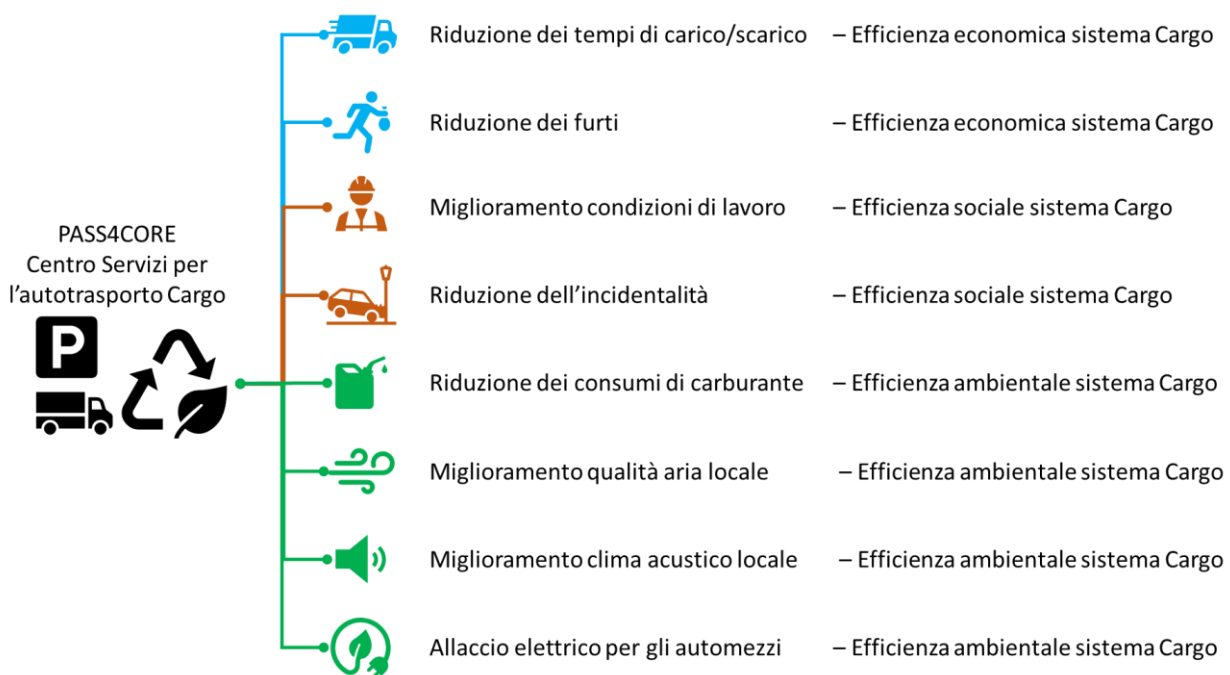 Riduzione dei tempi di carico/scarico – Efficienza economica sistema Cargo
Riduzione dei furti – Efficienza economica sistema Cargo
Miglioramento condizioni di lavoro – Efficienza sociale sistema Cargo
PASS4CORE
Centro Servizi per
l'autotrasporto Cargo
P
Riduzione dell'incidentalità – Efficienza sociale sistema Cargo
Riduzione dei consumi di carburante – Efficienza ambientale sistema Cargo
Miglioramento qualità aria locale – Efficienza ambientale sistema Cargo
Miglioramento clima acustico locale – Efficienza ambientale sistema Cargo
Allaccio elettrico per gli automezzi – Efficienza ambientale sistema Cargo